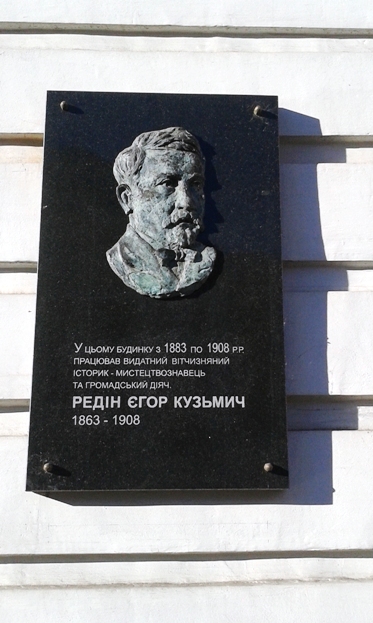 У ЦЬОМУ БУДИНКУ З 1883 ПО 1908 Р.Р.
ПРАЦЮВАВ ВИДАТНИЙ ВІТЧИЗНЯНИЙ
ІСТОРИК - МИСТЕЦТВОЗНАВЕЦЬ
ТА ГРОМАДСЬКИЙ ДІЯЧ.
РЕДІН ЄГОР КУЗЬМИЧ
1863 - 1908